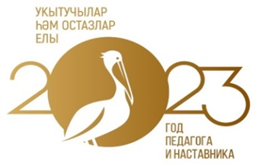 УКЫТУЧЫЛАР
ҺӘМ ОСТАЗЛАР
ЕЛЫ
2023
ГОД
ПЕДАГОГА
И НАСТАВНИКА